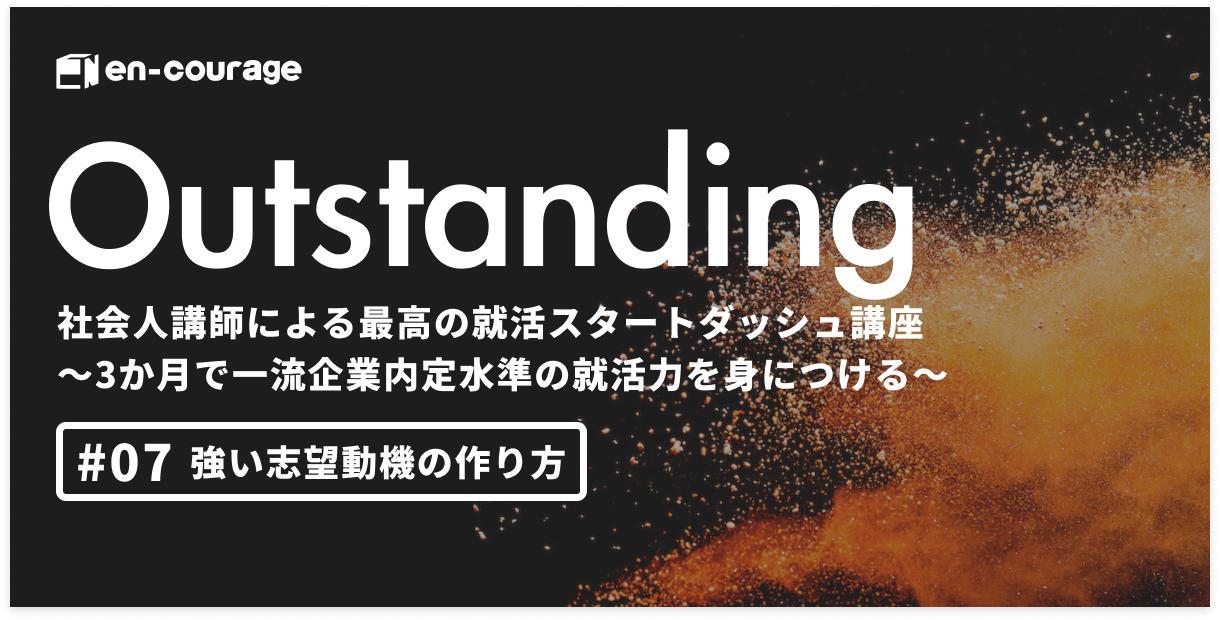 en-courage
Outstanding
社会人講師による最高の就活スタートダッシュ講座
～3か月で一流企業内定水準の就活力を身につける～
#07 強い志望動機の作り方